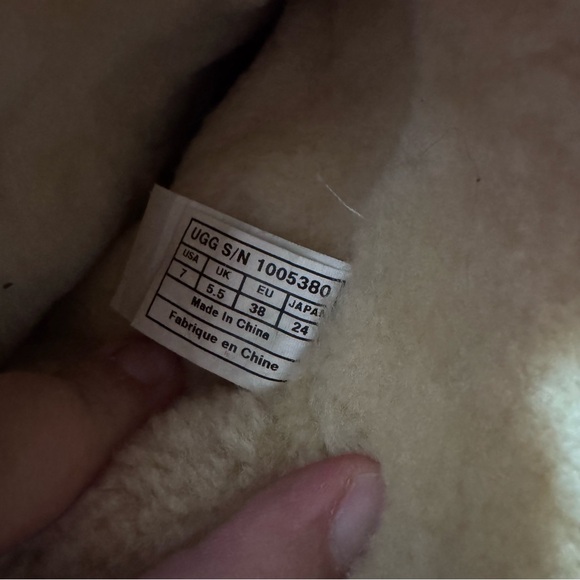 UGG S/N 1005380
USA UK EU JAPAN
7 5.5 38 24
Made In China
Fabrique en Chine